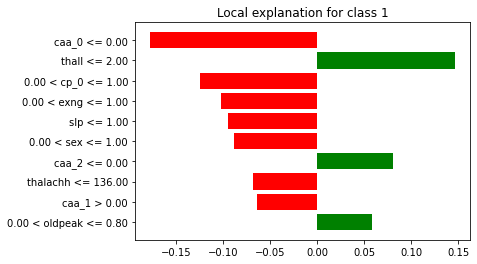 Local explanation for class 1
caa_0 <= 0.00
thall <= 2.00
0.00 < cp_0 <= 1.00
0.00 < exng <= 1.00
slp <= 1.00
0.00 < sex <= 1.00
caa_2 <= 0.00
thalachh <= 136.00
caa_1 > 0.00
0.00 < oldpeak <= 0.80
−0.15 −0.10 −0.05 0.00 0.05 0.10 0.15